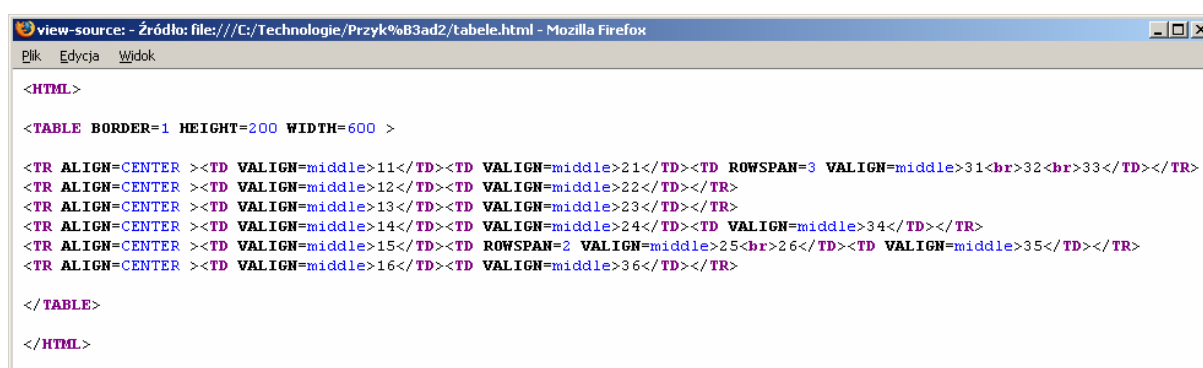 view-source: - Źródło: file:///C:/Technologie/Przyk%B3ad2/tabele.html - Mozilla Firefox
Plik Edycja Widok
<HTML>
<TABLE BORDER=1 HEIGHT=200 WIDTH=600 >
<TR ALIGN=CENTER ><TD VALIGN=middle>11</TD><TD VALIGN=middle>21</TD><TD ROWSPAN=3 VALIGN=middle>31<br>32<br>33</TD></TR>
<TR ALIGN=CENTER ><TD VALIGN=middle>12</TD><TD VALIGN=middle>22</TD></TR>
<TR ALIGN=CENTER ><TD VALIGN=middle>13</TD><TD VALIGN=middle>23</TD></TR>
<TR ALIGN=CENTER ><TD VALIGN=middle>14</TD><TD VALIGN=middle>24</TD><TD VALIGN=middle>34</TD></TR>
<TR ALIGN=CENTER ><TD VALIGN=middle>15</TD><TD ROWSPAN=2 VALIGN=middle>25<br>26</TD><TD VALIGN=middle>35</TD></TR>
<TR ALIGN=CENTER ><TD VALIGN=middle>16</TD><TD VALIGN=middle>36</TD></TR>
</TABLE>
</HTML>